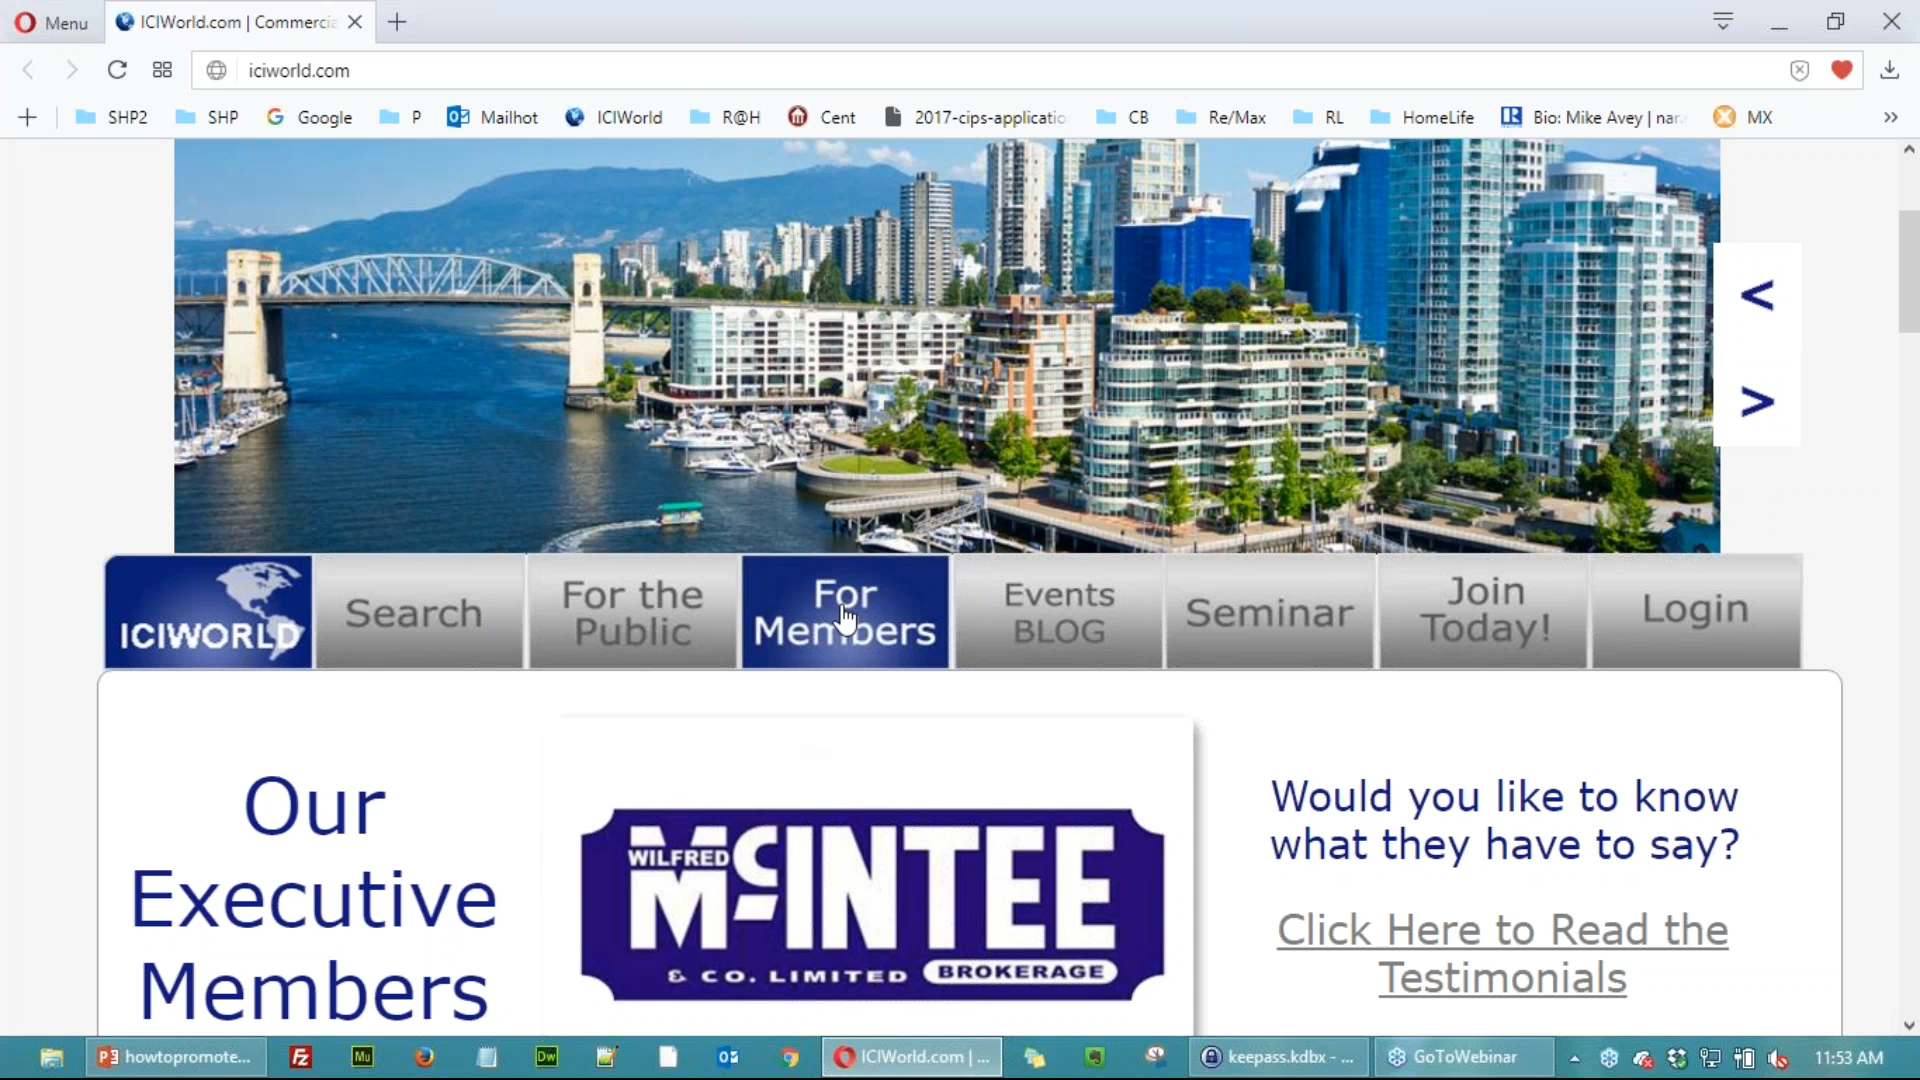 Menu
ICIWorld.com | Commercia
iciworld.com
SHP2
SHP
Google
P
Mailhot
ICIWorld
R@H
Cent
2017-cips-applicatio
CB
Re/Max
RL
HomeLife
Bio: Mike Avey | nar.
MX
<
>
ICIWORLD
Search
For the
Public
For
Members
Events
BLOG
Seminar
Join
Today!
Login
Our
Executive
Members
WILFRED
McINTEE
& CO. LIMITED BROKERAGE
Would you like to know
what they have to say?
Click Here to Read the
Testimonials
howtopromote...
Fz
Mu
Dw
ICIWorld.com | ...
keepass.kdbx - ...
GoToWebinar
11:53 AM